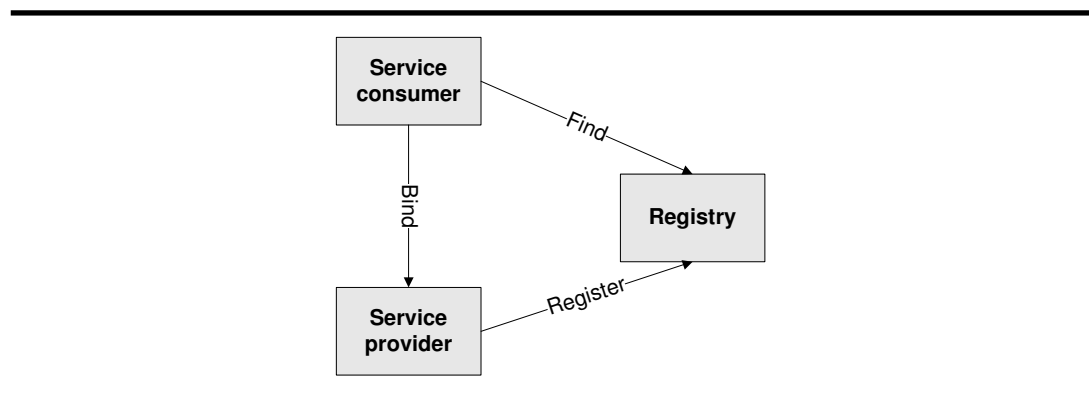 Service
consumer
Find
Bind
Registry
Register
Service
provider